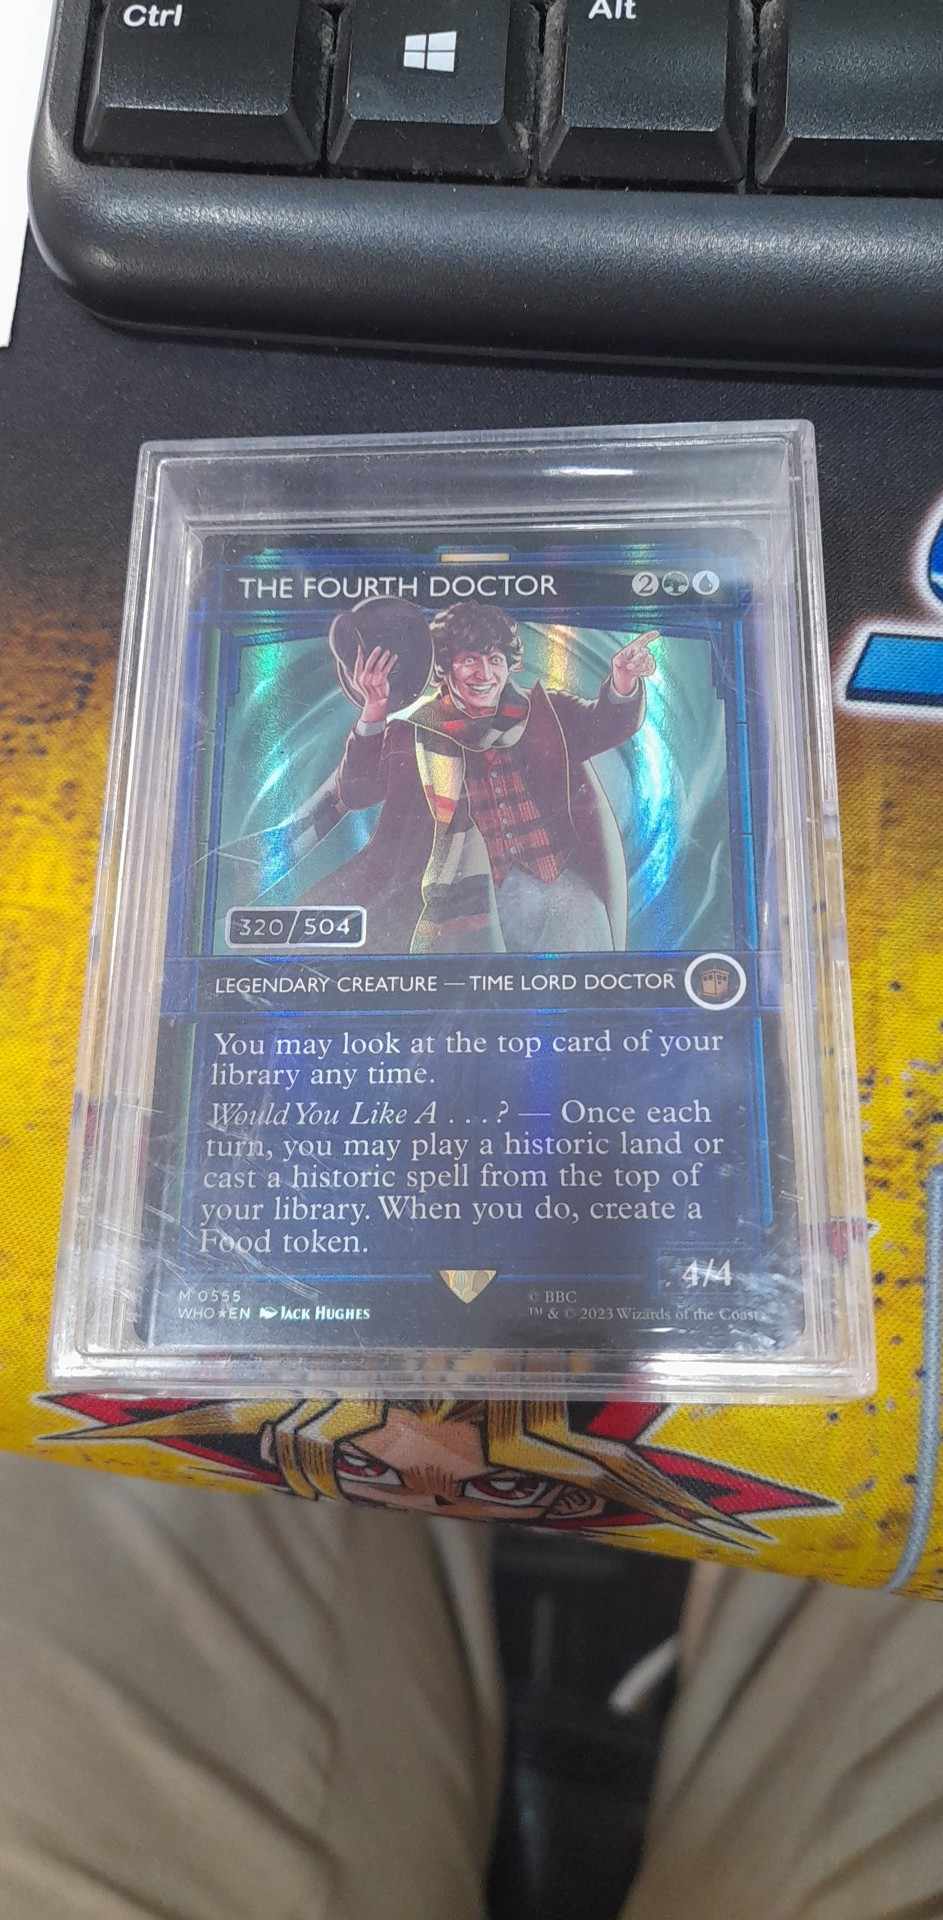 Ctrl
Alt
THE FOURTH DOCTOR
2
320/504
LEGENDARY CREATURE — TIME LORD DOCTOR
You may look at the top card of your
library any time.
Would You Like A . . . ? — Once each
turn, you may play a historic land or
cast a historic spell from the top of
your library. When you do, create a
Food token.
4/4
M 0555
WHO★EN JACK HUGHES
© BBC
™ & © 2023 Wizards of the Coast